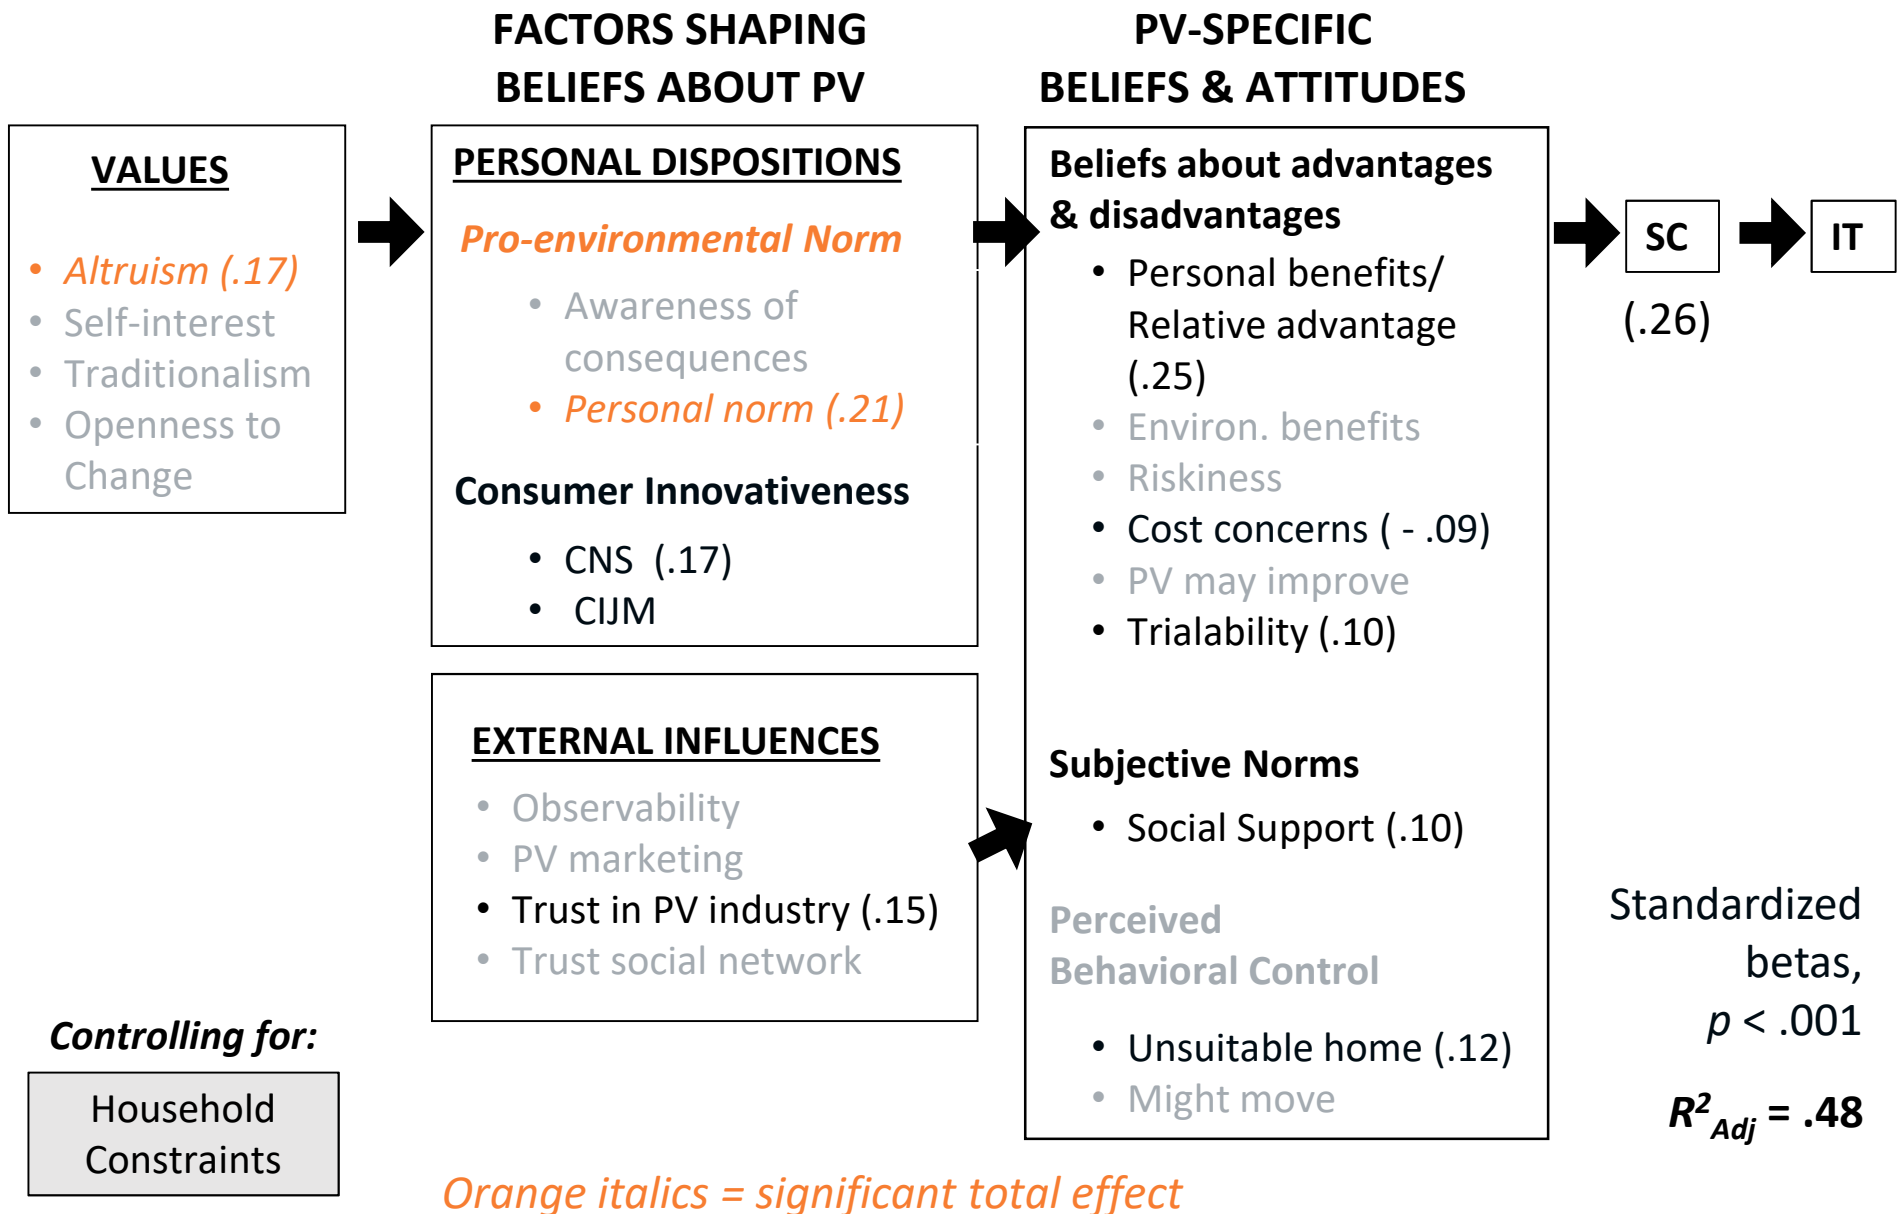 FACTORS SHAPING
BELIEFS ABOUT PV
PV-SPECIFIC
BELIEFS & ATTITUDES
VALUES
• Altruism (.17)
• Self-interest
• Traditionalism
• Openness to
Change
PERSONAL DISPOSITIONS
Pro-environmental Norm
• Awareness of
consequences
• Personal norm (.21)
Consumer Innovativeness
• CNS (.17)
• CIJM
EXTERNAL INFLUENCES
• Observability
• PV marketing
• Trust in PV industry (.15)
• Trust social network
Beliefs about advantages
& disadvantages
• Personal benefits/
Relative advantage
(.25)
• Environ. benefits
• Riskiness
• Cost concerns ( - .09)
• PV may improve
• Trialability (.10)
Subjective Norms
• Social Support (.10)
Perceived
Behavioral Control
• Unsuitable home (.12)
• Might move
SC
(.26)
IT
Standardized
betas,
p < .001
R²Adj = .48
Controlling for:
Household
Constraints
Orange italics = significant total effect